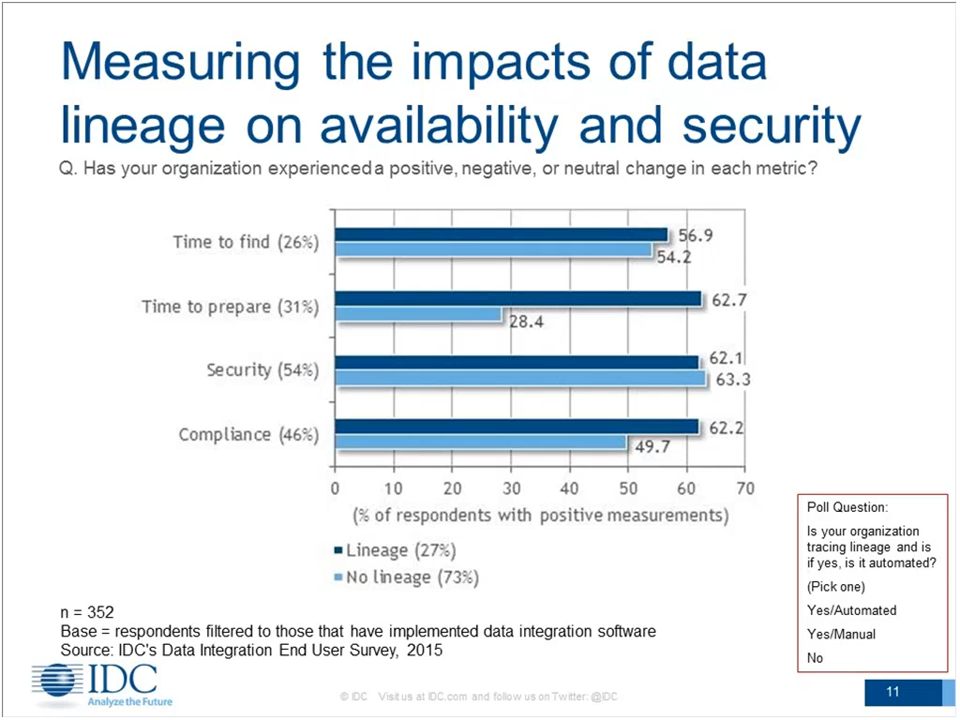 Measuring the impacts of data
lineage on availability and security
Q. Has your organization experienced a positive, negative, or neutral change in each metric?
Time to find (26%)
56.9
54.2
Time to prepare (31%)
62.7
28.4
Security (54%)
62.1
63.3
Compliance (46%)
62.2
49.7
0 10 20 30 40 50 60 70
(% of respondents with positive measurements)
Lineage (27%)
No lineage (73%)
Poll Question:
Is your organization
tracing lineage and is
if yes, is it automated?
(Pick one)
Yes/Automated
Yes/Manual
No
n = 352
Base = respondents filtered to those that have implemented data integration software
Source: IDC's Data Integration End User Survey, 2015
IDC
Analyze the Future
© IDC Visit us at IDC.com and follow us on Twitter: @IDC
11